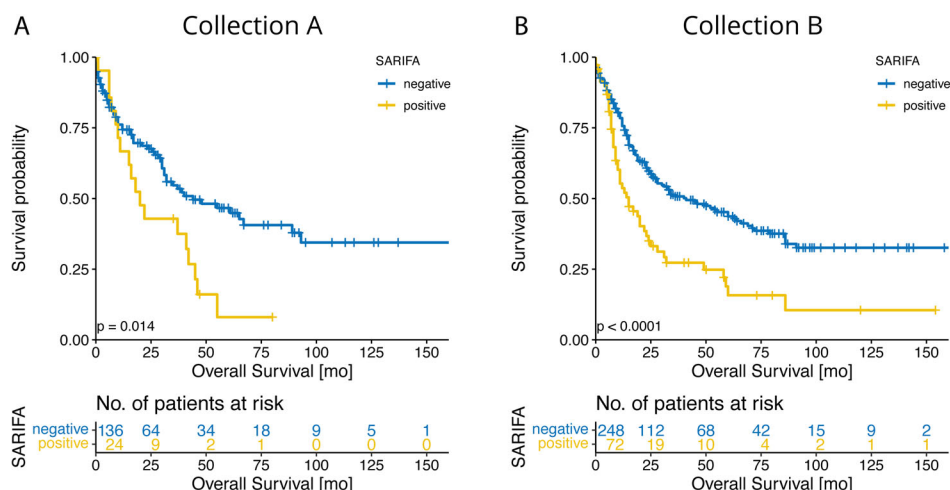 A
Collection A
SARIFA
negative
positive
Survival probability
1.00
0.75
0.50
0.25
0.00
p = 0.014
0 25 50 75 100 125 150
Overall Survival [mo]
No. of patients at risk
SARIFA
negative 136 64 34 18 9 5 1
positive 24 9 2 1 0 0 0
0 25 50 75 100 125 150
Overall Survival [mo]
B
Collection B
SARIFA
negative
positive
Survival probability
1.00
0.75
0.50
0.25
0.00
p < 0.0001
0 25 50 75 100 125 150
Overall Survival [mo]
No. of patients at risk
SARIFA
negative 248 112 68 42 15 9 2
positive 72 19 10 4 2 1 1
0 25 50 75 100 125 150
Overall Survival [mo]